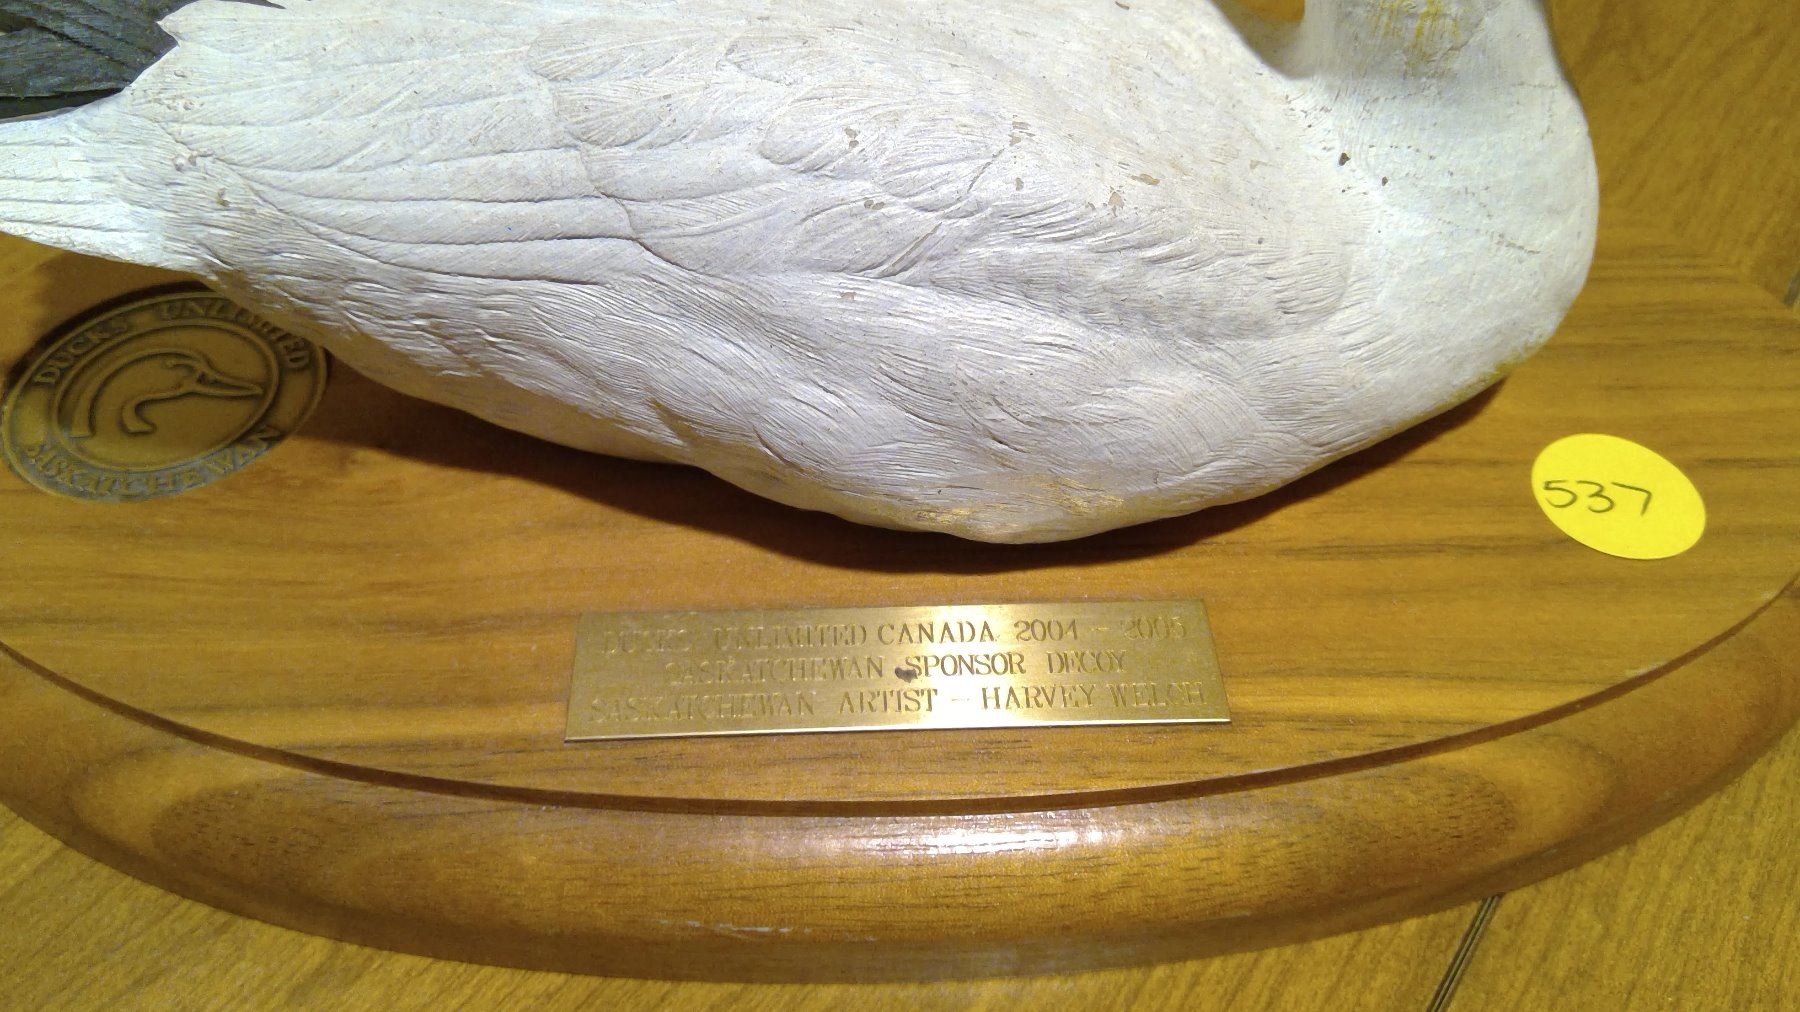 DUCKS UNLIMITED
SASKATCHEWAN
537
DUCKS UNLIMITED CANADA 2004 - 2005
SASKATCHEWAN SPONSOR DECOY
SASKATCHEWAN ARTIST - HARVEY WELCH